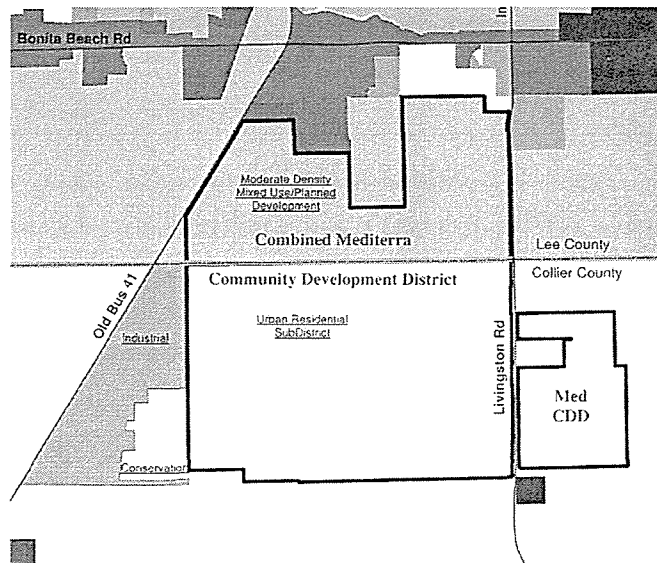 In
Bonita Beach Rd
Moderate Density
Mixed Use/Planned
Development
Combined Mediterra
Lee County
Community Development District
Collier County
Old Bus 41
Urban Residential
SubDistrict
Industrial
Livingston Rd
Med
CDD
Conservation